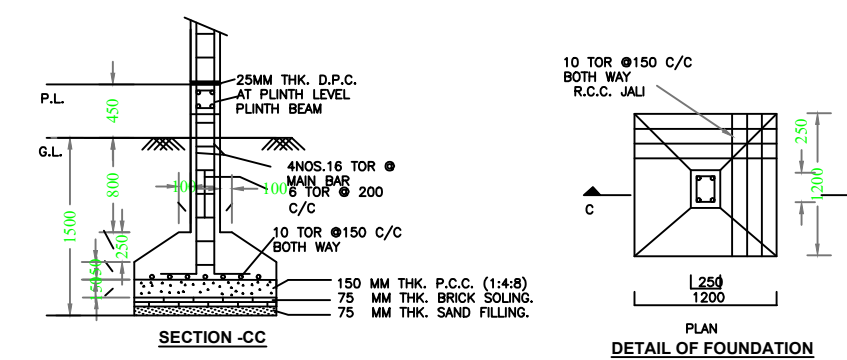 25MM THK. D.P.C.
AT PLINTH LEVEL
PLINTH BEAM
P.L.
450
G.L.
4NOS.16 TOR @
MAIN BAR
6 TOR @ 200
C/C
100
100
800
1500
250
10 TOR @150 C/C
BOTH WAY
150
150 MM THK. P.C.C. (1:4:8)
75 MM THK. BRICK SOLING.
75 MM THK. SAND FILLING.
SECTION -CC
10 TOR @150 C/C
BOTH WAY
R.C.C. JALI
250
1200
C
250
1200
PLAN
DETAIL OF FOUNDATION